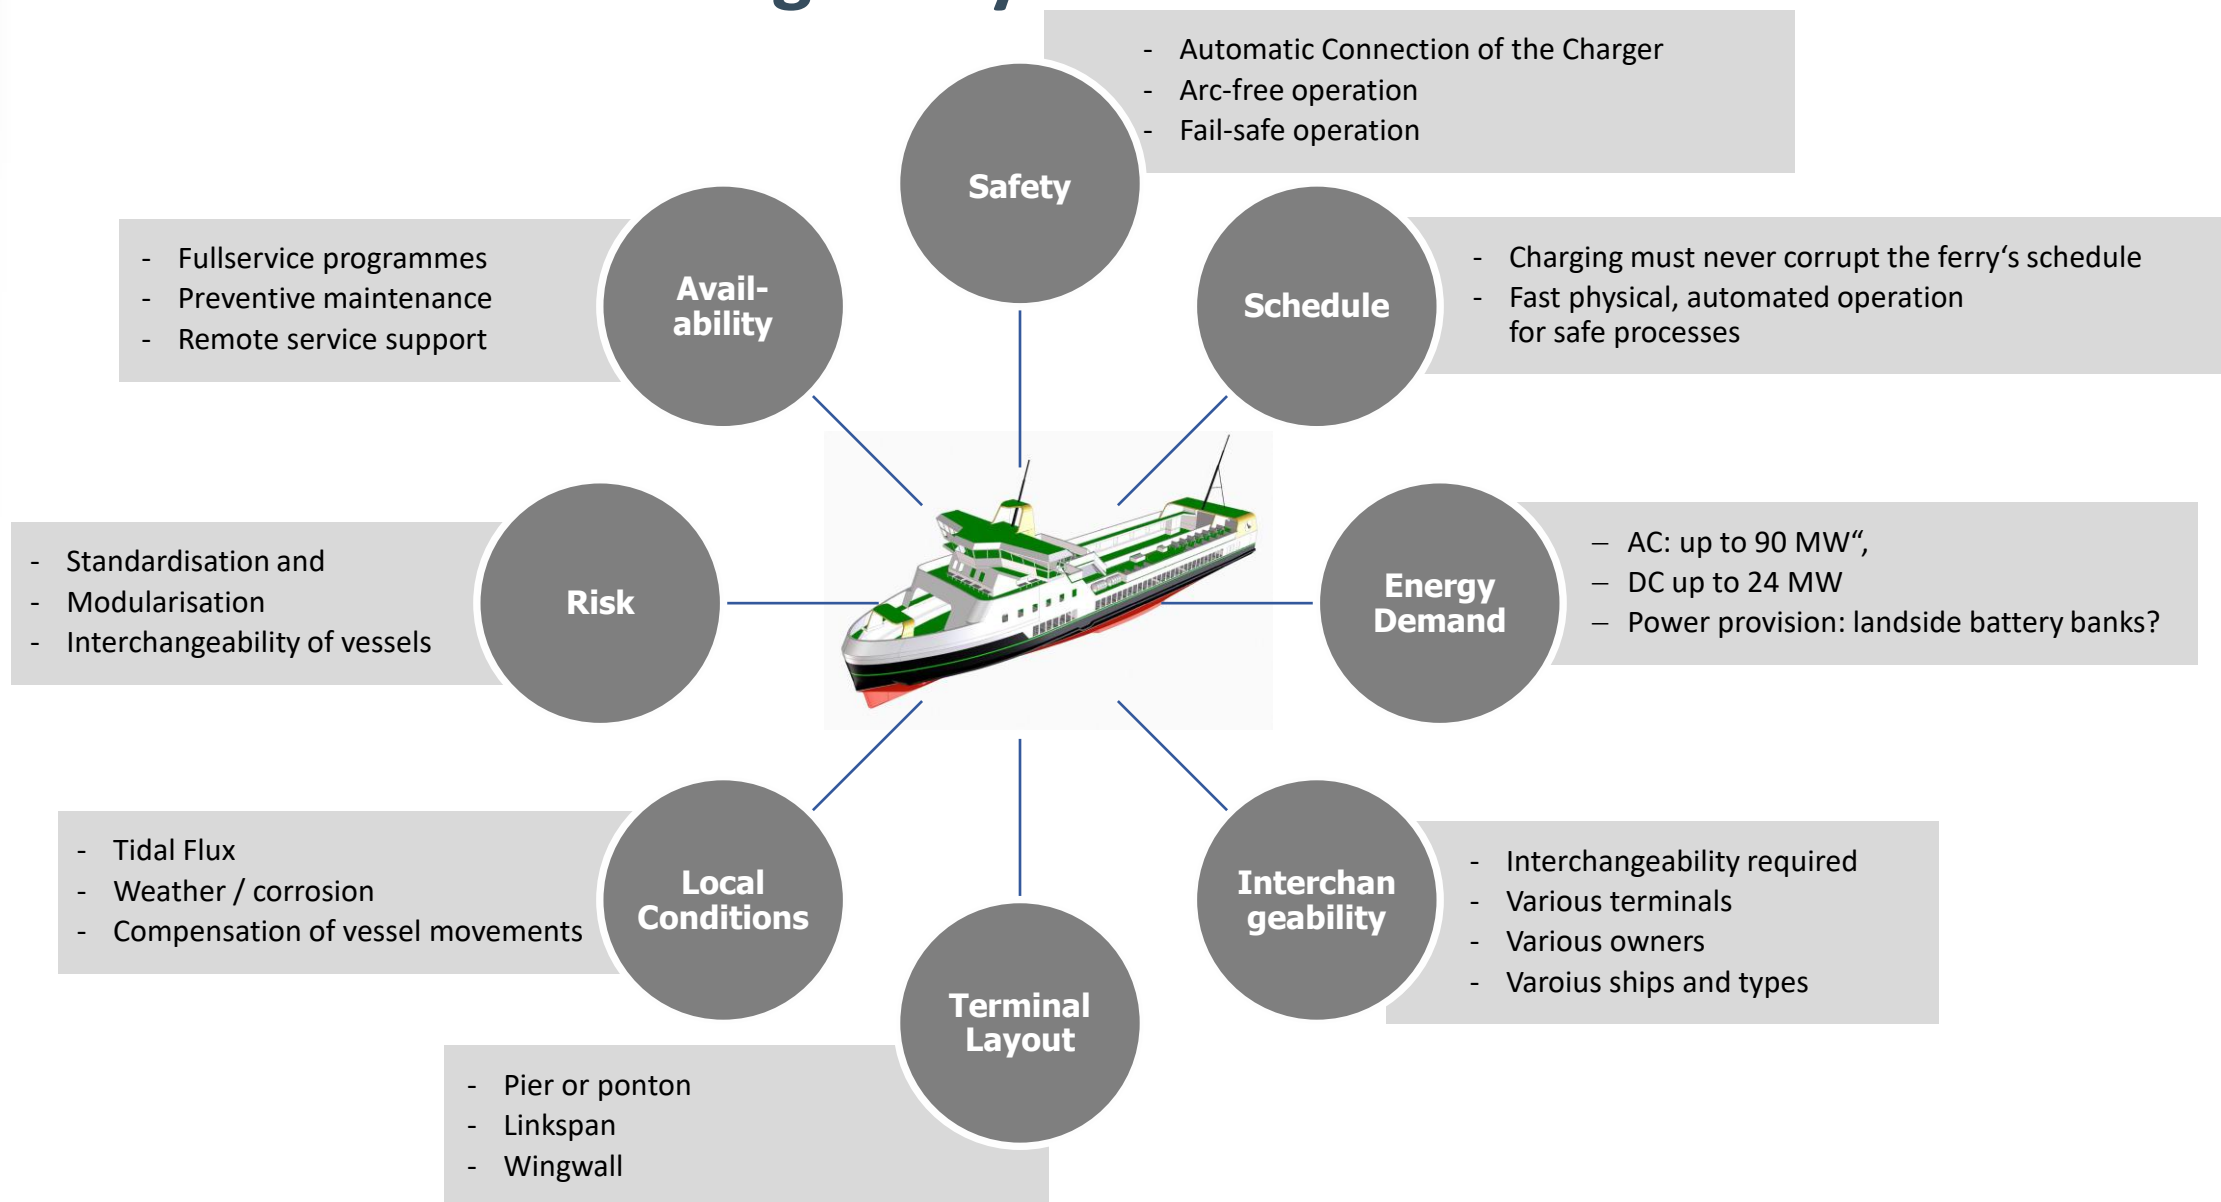 - Automatic Connection of the Charger
- Arc-free operation
- Fail-safe operation
Safety
- Fullservice programmes
- Preventive maintenance
- Remote service support
Avail-
ability
Schedule
- Charging must never corrupt the ferry‘s schedule
- Fast physical, automated operation
for safe processes
- Standardisation and
- Modularisation
- Interchangeability of vessels
Risk
Energy
Demand
– AC: up to 90 MW“,
– DC up to 24 MW
– Power provision: landside battery banks?
- Tidal Flux
- Weather / corrosion
- Compensation of vessel movements
Local
Conditions
Interchan
geability
- Interchangeability required
- Various terminals
- Various owners
- Varoius ships and types
Terminal
Layout
- Pier or ponton
- Linkspan
- Wingwall